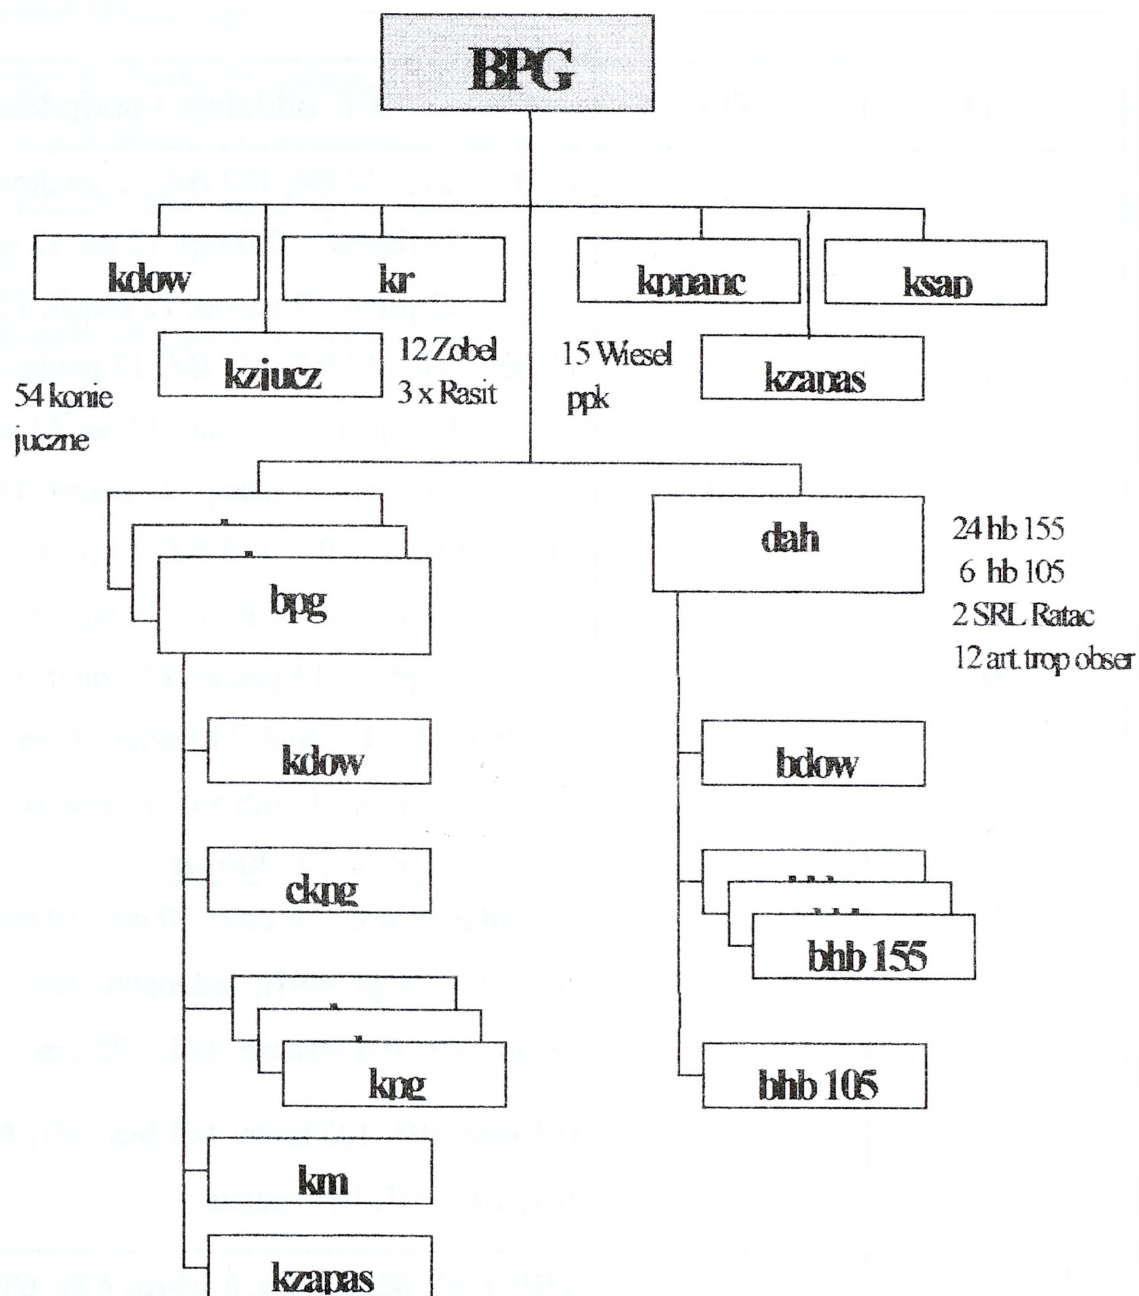 BPG
kdow
kr
kppanc
ksap
kzjucz
12 Zobel
3 x Rasit
15 Wiesel
ppk
kzapas
54 konie
juczne
bpg
dah
24 hb 155
6 hb 105
2 SRL Ratac
12 art. trop obser
kdow
bdow
ckpg
bhb 155
kpg
bhb 105
km
kzapas